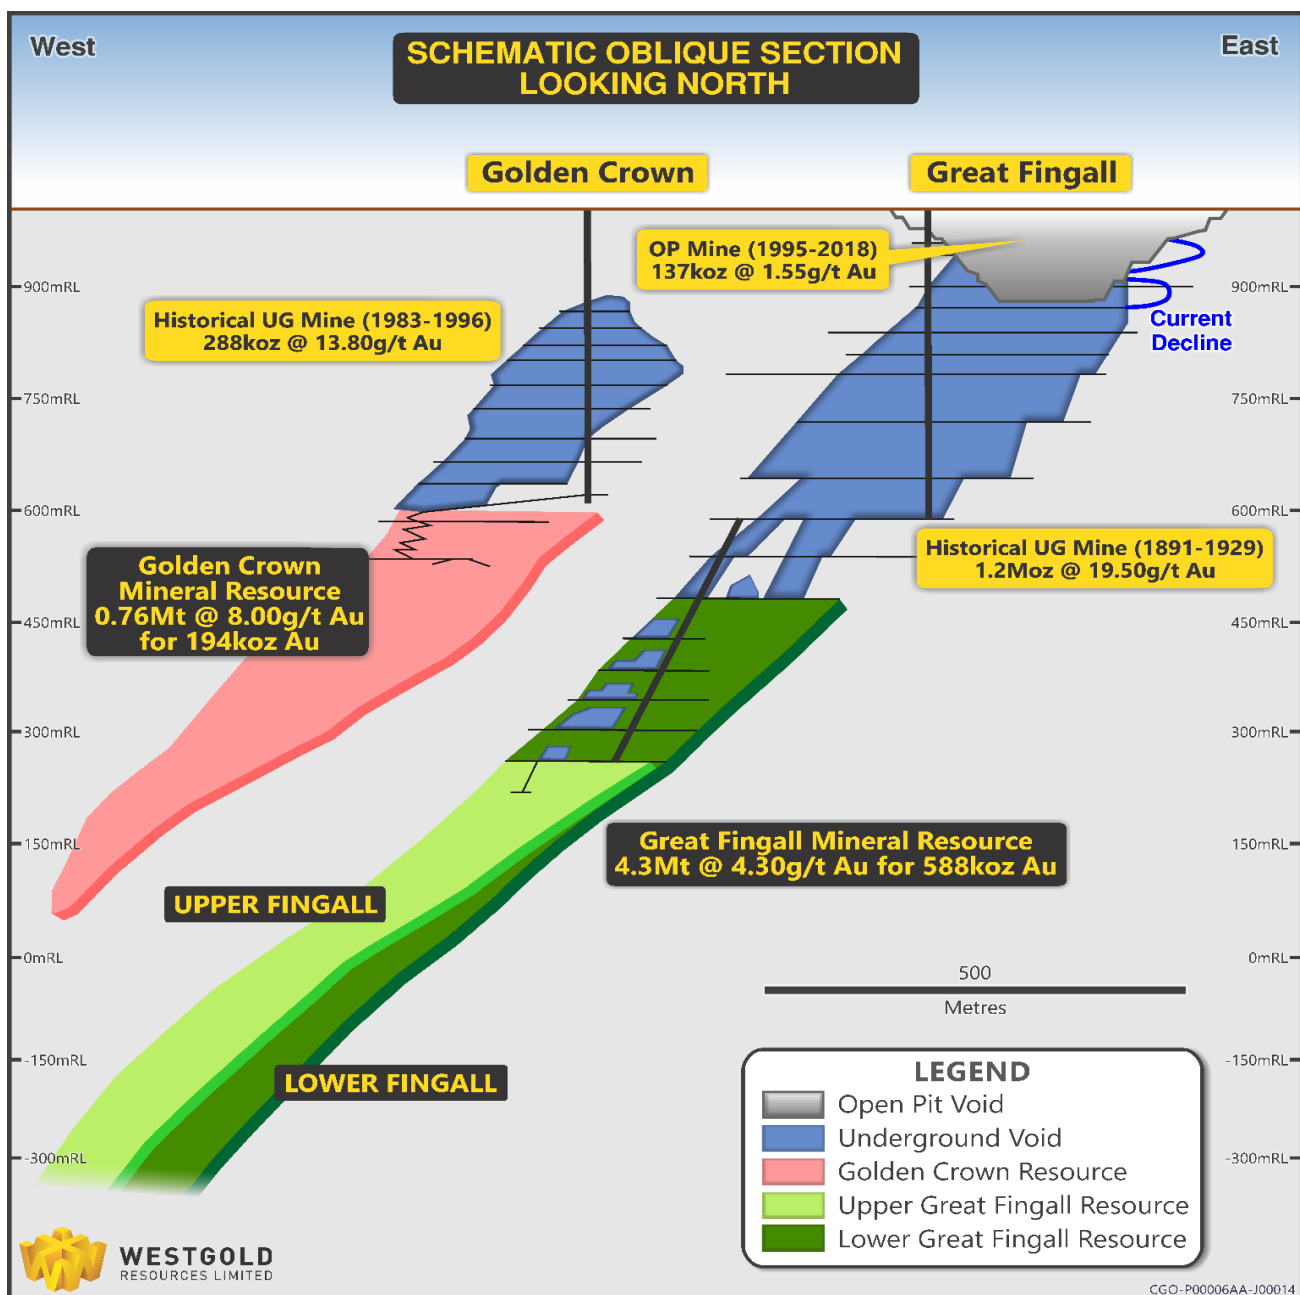 West
East
SCHEMATIC OBLIQUE SECTION
LOOKING NORTH
Golden Crown
Great Fingall
OP Mine (1995-2018)
137koz @ 1.55g/t Au
900mRL
900mRL
Historical UG Mine (1983-1996)
288koz @ 13.80g/t Au
Current
Decline
750mRL
750mRL
600mRL
600mRL
Historical UG Mine (1891-1929)
1.2Moz @ 19.50g/t Au
Golden Crown
Mineral Resource
0.76Mt @ 8.00g/t Au
for 194koz Au
450mRL
450mRL
300mRL
300mRL
150mRL
150mRL
Great Fingall Mineral Resource
4.3Mt @ 4.30g/t Au for 588koz Au
UPPER FINGALL
0mRL
0mRL
500
Metres
-150mRL
-150mRL
LOWER FINGALL
-300mRL
-300mRL
LEGEND
Open Pit Void
Underground Void
Golden Crown Resource
Upper Great Fingall Resource
Lower Great Fingall Resource
WESTGOLD
RESOURCES LIMITED
CGO-P00006AA-J00014